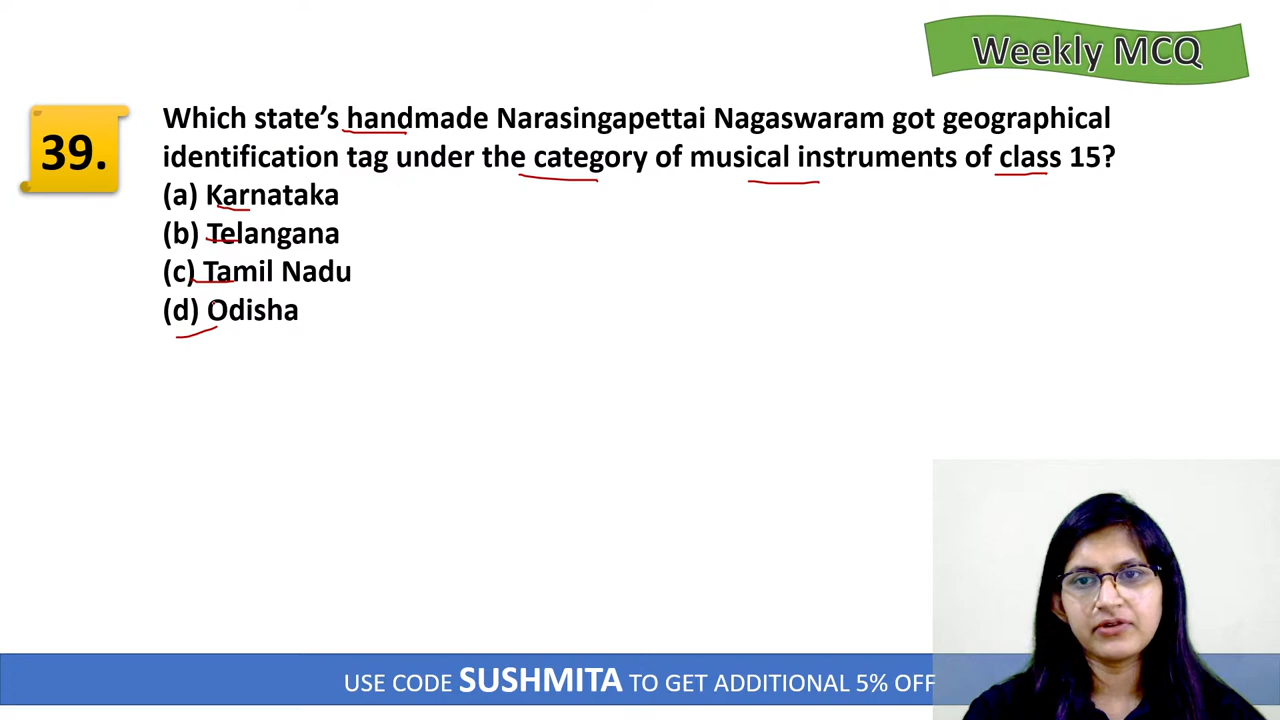 Weekly MCQ
39.
Which state's handmade Narasingapettai Nagaswaram got geographical
identification tag under the category of musical instruments of class 15?
(a) Karnataka
(b) Telangana
(c) Tamil Nadu
(d) Odisha
USE CODE SUSHMITA TO GET ADDITIONAL 5% OFF